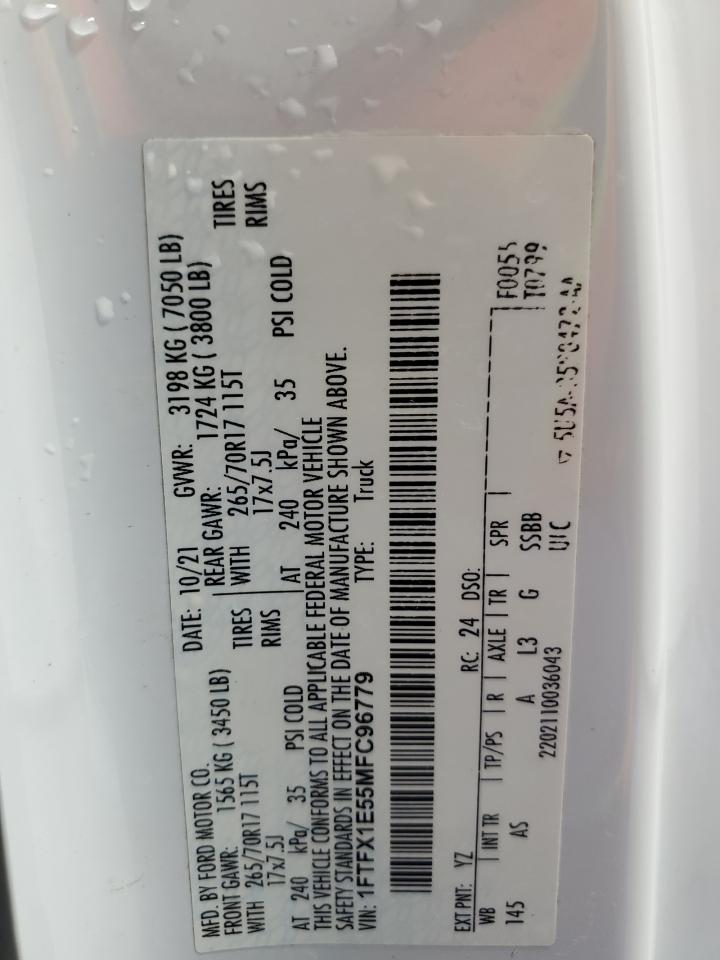 MFD. BY FORD MOTOR CO. DATE: 10/21 GVWR: 3198 KG ( 7050 LB)
FRONT GAWR: 1565 KG ( 3450 LB) REAR GAWR: 1724 KG ( 3800 LB)
WITH 265/70R17 115T TIRES WITH 265/70R17 115T TIRES
17x7.5J RIMS 17x7.5J RIMS
AT 240 kPa/ 35 PSI COLD AT 240 kPa/ 35 PSI COLD
THIS VEHICLE CONFORMS TO ALL APPLICABLE FEDERAL MOTOR VEHICLE
SAFETY STANDARDS IN EFFECT ON THE DATE OF MANUFACTURE SHOWN ABOVE.
VIN: 1FTFX1E55MFC96779 TYPE: Truck
EXT PNT: YZ RC: 24 DSO:
WB | INT TR | TP/PS | R | AXLE | TR | SPR | F0055
145 AS A L3 G SSBB T0799
2202110036043 UIC